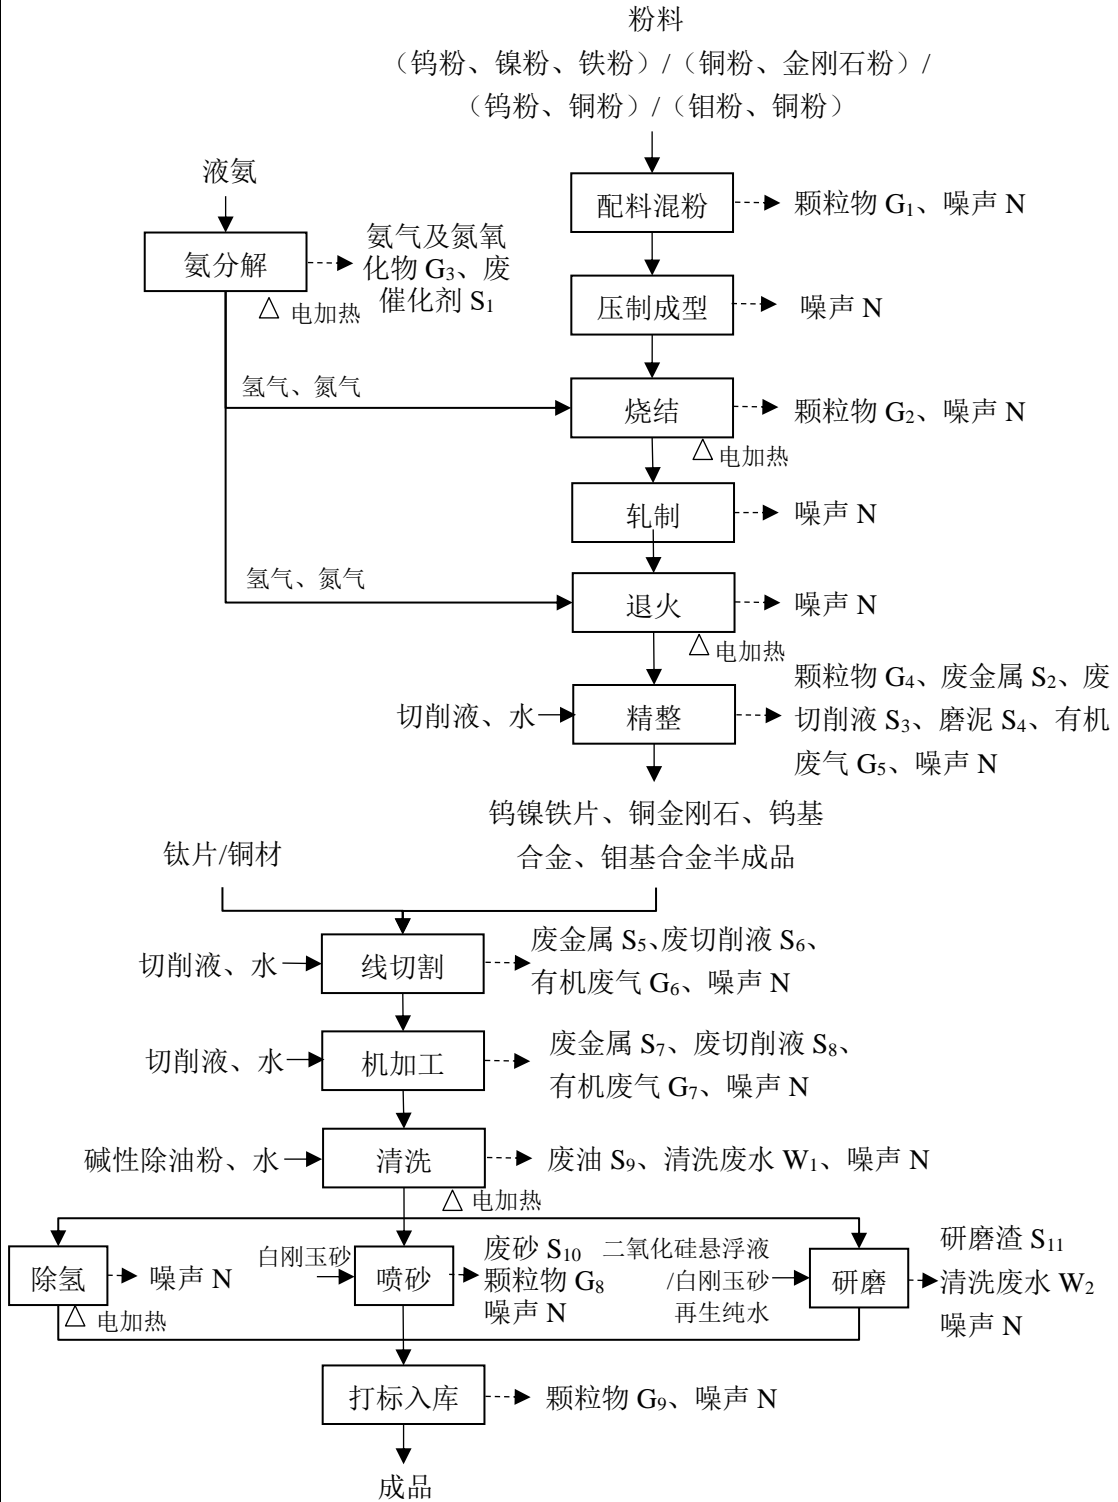 粉料
（钨粉、镍粉、铁粉）/（铜粉、金刚石粉）/
（钨粉、铜粉）/（钼粉、铜粉）
液氨
配料混粉
颗粒物 G1、噪声 N
氨分解
氨气及氮氧
化物 G3、废
催化剂 S1
△ 电加热
压制成型
噪声 N
氢气、氮气
烧结
颗粒物 G2、噪声 N
△ 电加热
轧制
噪声 N
氢气、氮气
退火
噪声 N
△ 电加热
切削液、水
精整
颗粒物 G4、废金属 S2、废
切削液 S3、磨泥 S4、有机
废气 G5、噪声 N
钨镍铁片、铜金刚石、钨基
合金、钼基合金半成品
钛片/铜材
切削液、水
线切割
废金属 S5、废切削液 S6、
有机废气 G6、噪声 N
切削液、水
机加工
废金属 S7、废切削液 S8、
有机废气 G7、噪声 N
碱性除油粉、水
清洗
废油 S9、清洗废水 W1、噪声 N
△ 电加热
除氢
噪声 N
△ 电加热
白刚玉砂
喷砂
废砂 S10
颗粒物 G8
噪声 N
二氧化硅悬浮液
/白刚玉砂
再生纯水
研磨
研磨渣 S11
清洗废水 W2
噪声 N
打标入库
颗粒物 G9、噪声 N
成品